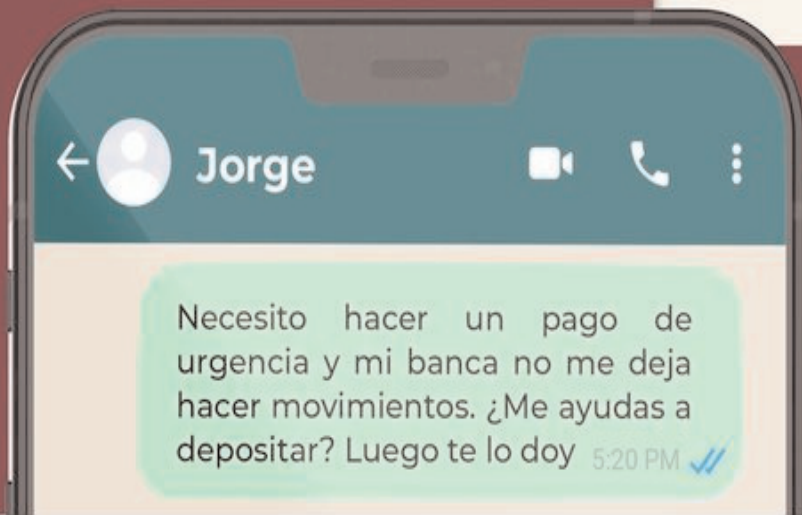 Jorge
Necesito hacer un pago de
urgencia y mi banca no me deja
hacer movimientos. ¿Me ayudas a
depositar? Luego te lo doy 5:20 PM